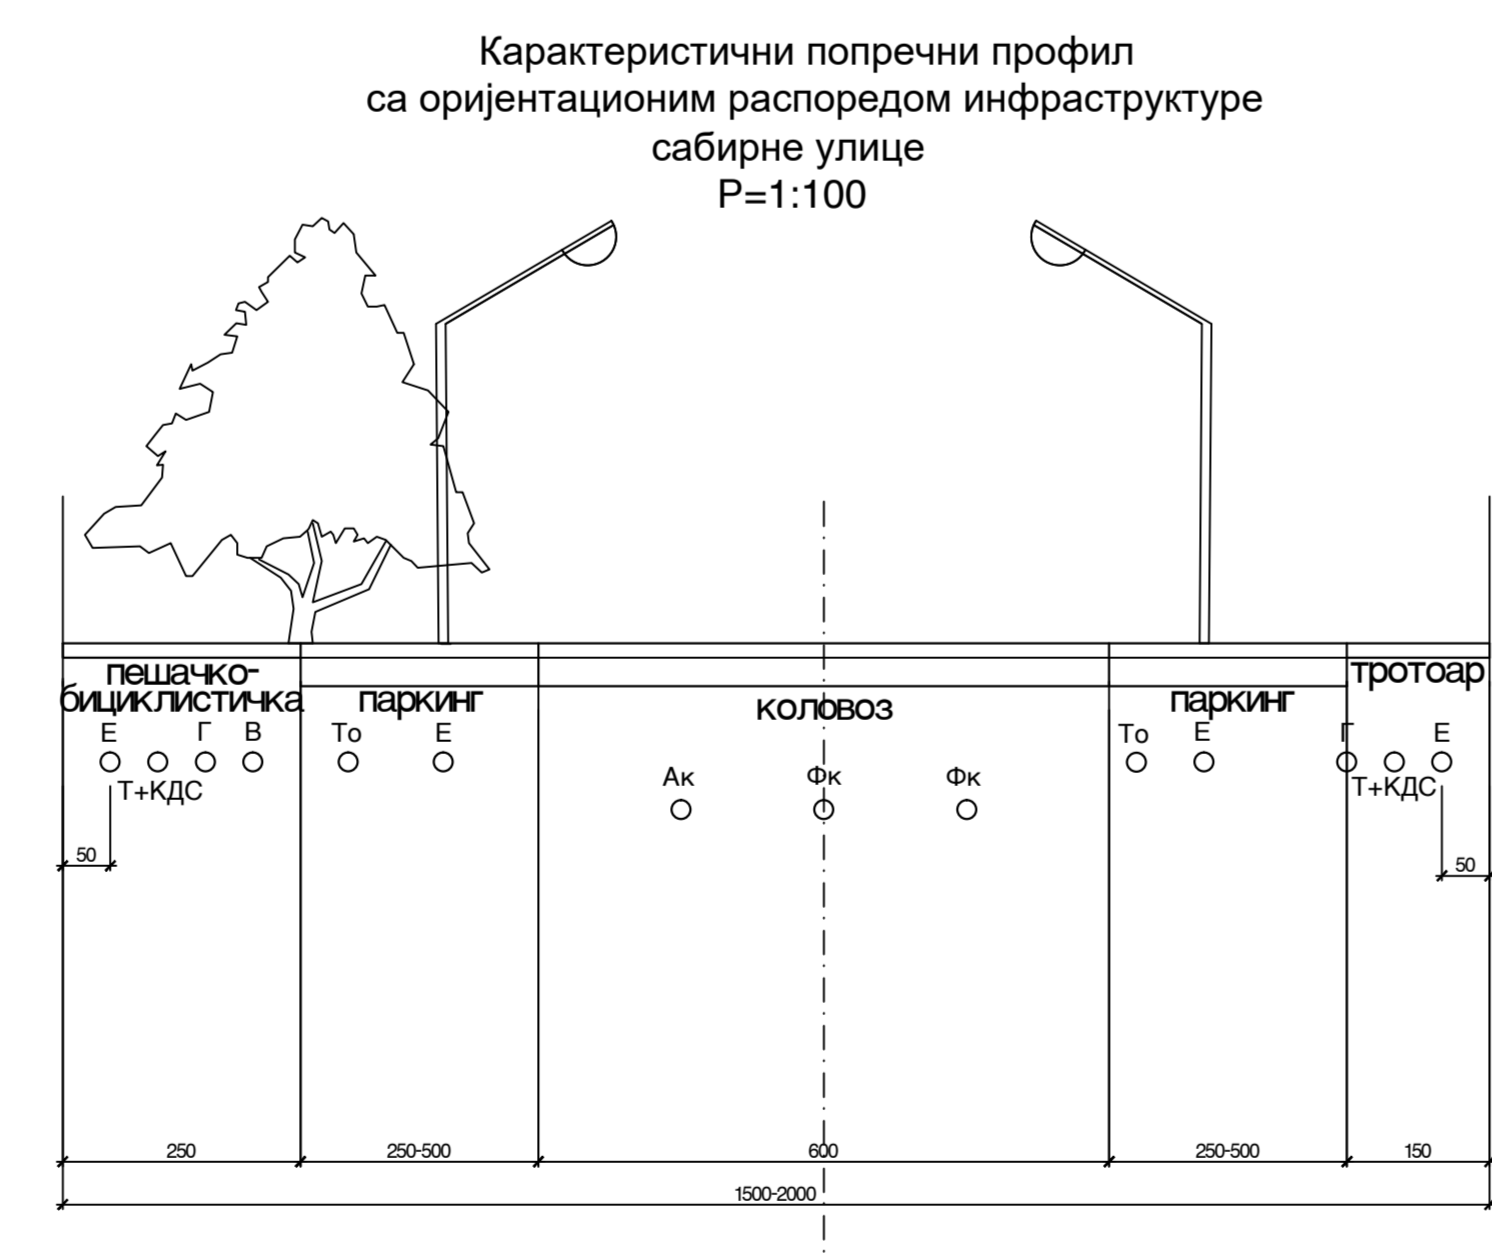 Карактеристични попречни профил
са оријентационим распоредом инфраструктуре
сабирне улице
Р=1:100
пешачко-
бициклистичка
паркинг
коловоз
паркинг
тротоар
Е
Г
В
То
Е
То
Е
Г
Е
Т+КДС
Ак
Фк
Фк
Т+КДС
50
50
250
250-500
600
250-500
150
1500-2000